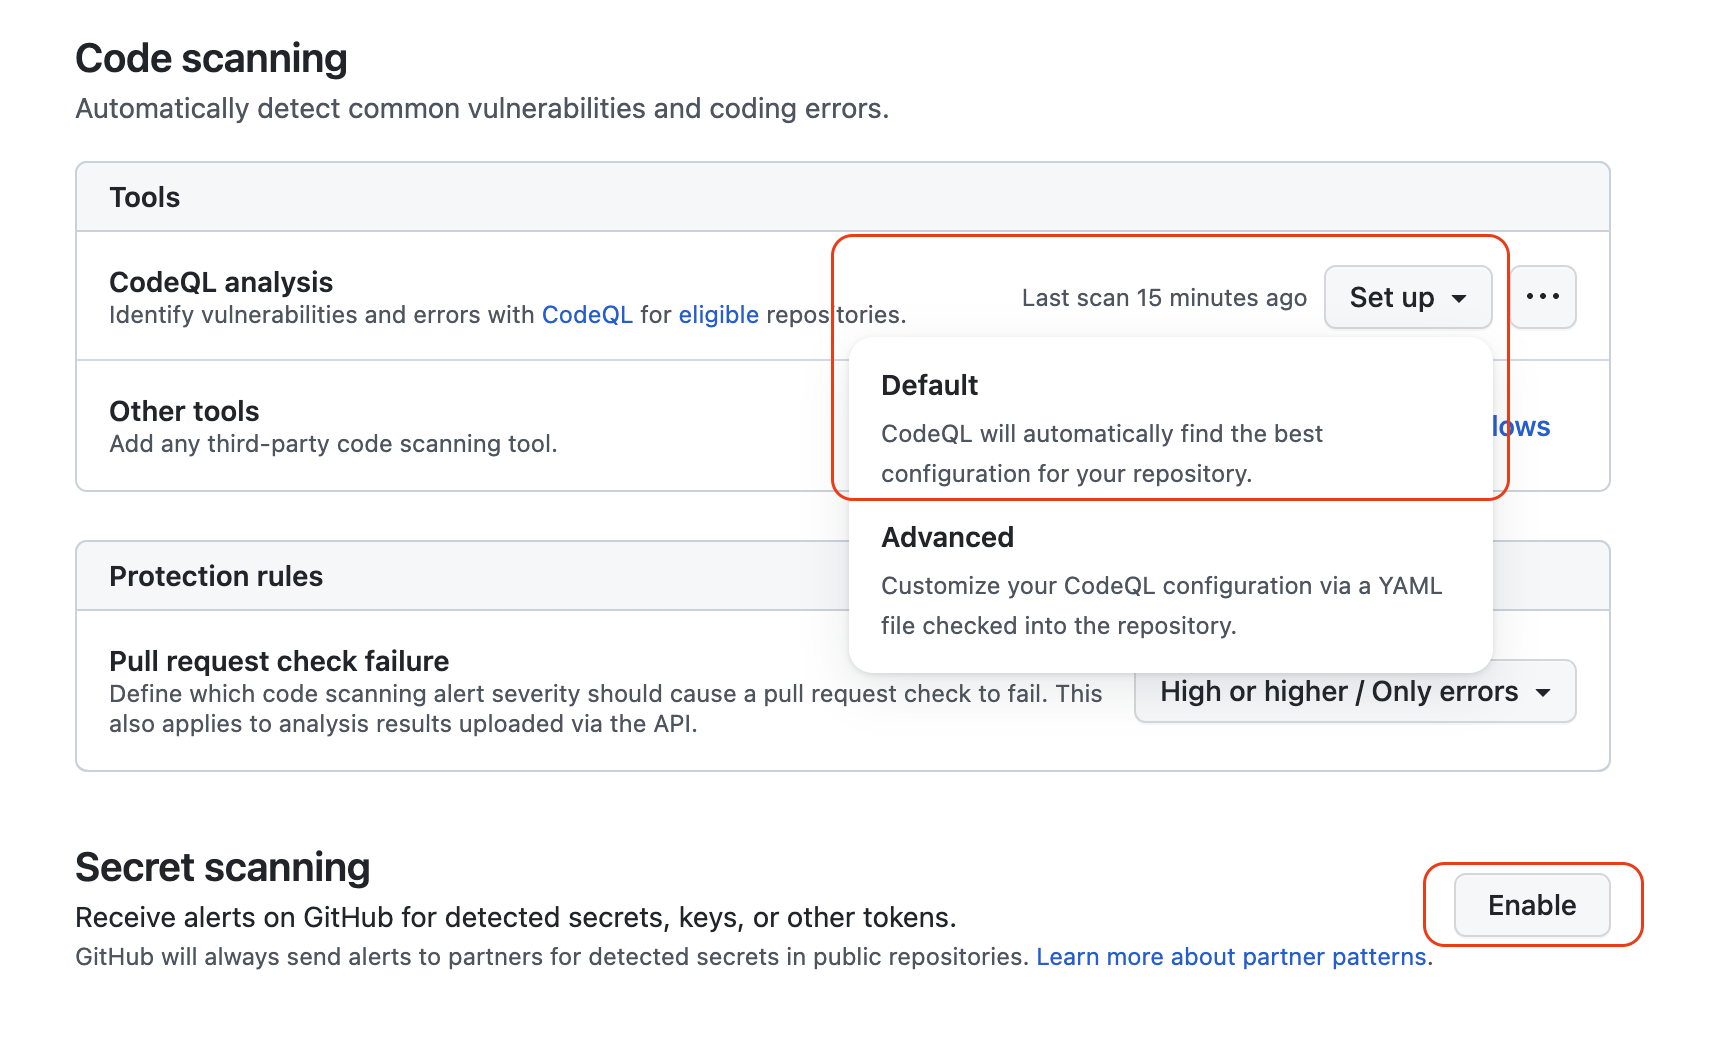 Code scanning
Automatically detect common vulnerabilities and coding errors.
Tools
CodeQL analysis
Identify vulnerabilities and errors with CodeQL for eligible repositories.
Last scan 15 minutes ago
Set up
Default
CodeQL will automatically find the best
configuration for your repository.
Advanced
Customize your CodeQL configuration via a YAML
file checked into the repository.
Other tools
Add any third-party code scanning tool.
Protection rules
Pull request check failure
Define which code scanning alert severity should cause a pull request check to fail. This
also applies to analysis results uploaded via the API.
High or higher / Only errors
Secret scanning
Receive alerts on GitHub for detected secrets, keys, or other tokens.
GitHub will always send alerts to partners for detected secrets in public repositories. Learn more about partner patterns.
Enable